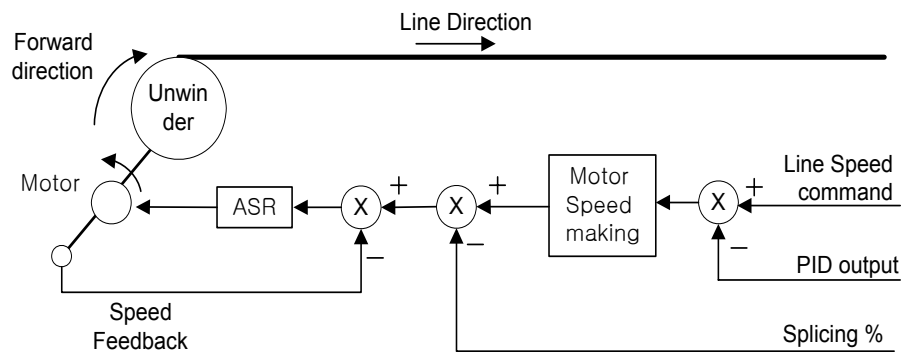 Line Direction
Forward
direction
Unwin
der
Motor
ASR
X
+
−
X
+
−
Motor
Speed
making
X
+
−
Line Speed
command
PID output
Speed
Feedback
Splicing %